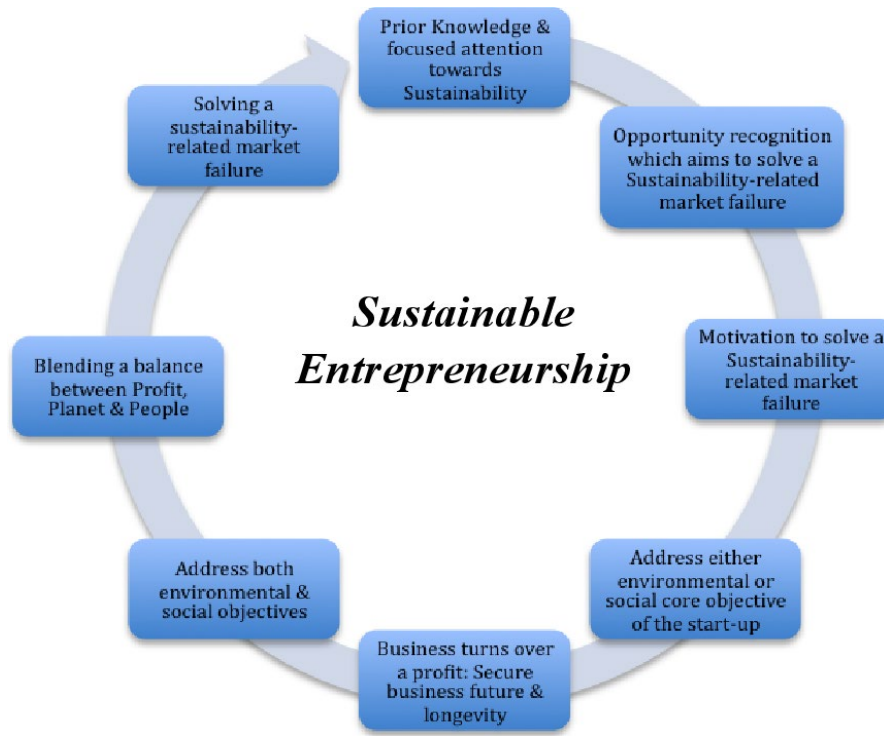 Prior Knowledge &
focused attention
towards
Sustainability
Opportunity recognition
which aims to solve a
Sustainability-related
market failure
Motivation to solve a
Sustainability-
related market
failure
Address either
environmental or
social core objective
of the start-up
Business turns over
a profit: Secure
business future &
longevity
Address both
environmental &
social objectives
Blending a balance
between Profit,
Planet & People
Solving a
sustainability-
related market
failure
Sustainable
Entrepreneurship